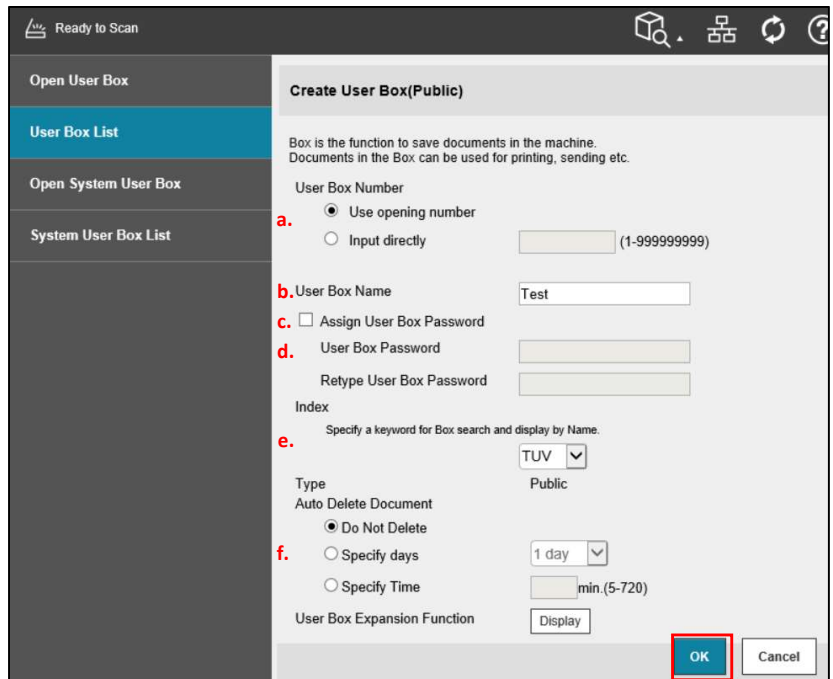 Ready to Scan
Open User Box
User Box List
Open System User Box
System User Box List
Create User Box(Public)
Box is the function to save documents in the machine.
Documents in the Box can be used for printing, sending etc.
User Box Number
a.
Use opening number
Input directly (1-999999999)
b. User Box Name Test
c. Assign User Box Password
d. User Box Password
Retype User Box Password
Index
Specify a keyword for Box search and display by Name.
e.
TUV
Type Public
Auto Delete Document
Do Not Delete
f. Specify days 1 day
Specify Time min.(5-720)
User Box Expansion Function Display
OK Cancel